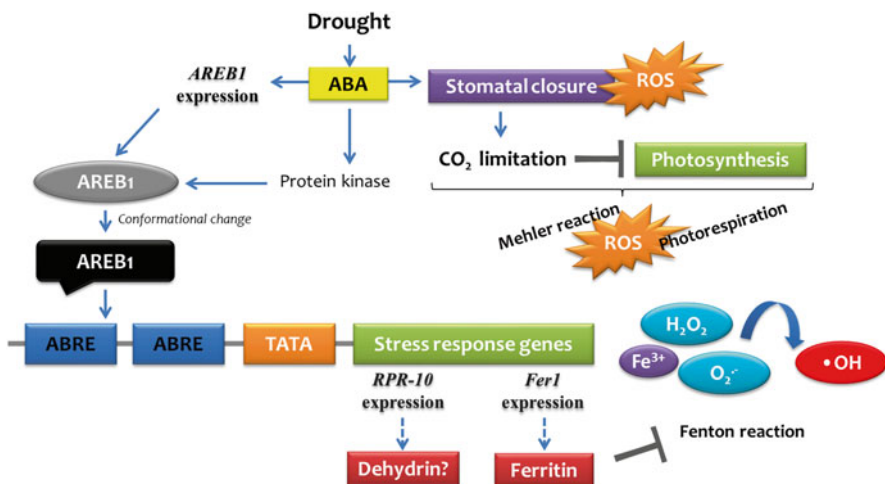 Drought
AREB1
expression
ABA
Stomatal closure
ROS
CO₂ limitation
Photosynthesis
AREB1
Protein kinase
Conformational change
Mehler reaction
ROS
Photorespiration
AREB1
ABRE
ABRE
TATA
Stress response genes
H₂O₂
Fe³⁺
O₂·-
•OH
RPR-10
expression
Fer1
expression
Fenton reaction
Dehydrin?
Ferritin